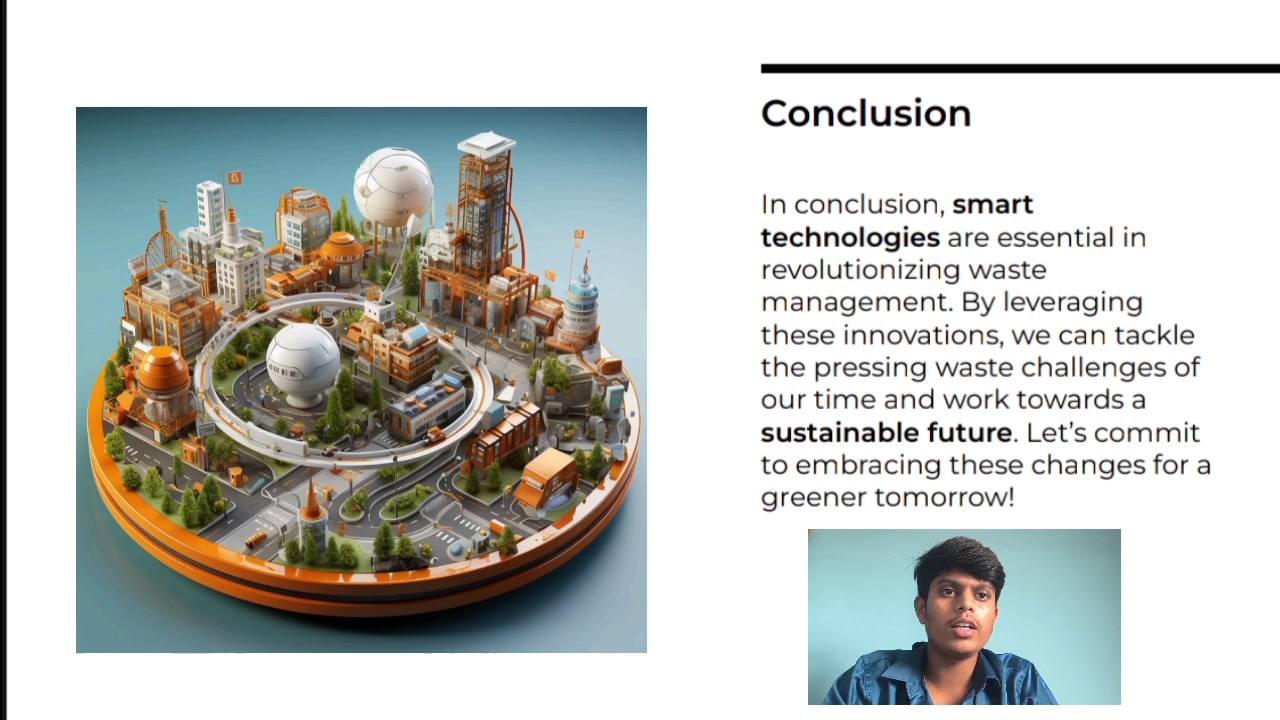 Conclusion
In conclusion, smart
technologies are essential in
revolutionizing waste
management. By leveraging
these innovations, we can tackle
the pressing waste challenges of
our time and work towards a
sustainable future. Let’s commit
to embracing these changes for a
greener tomorrow!